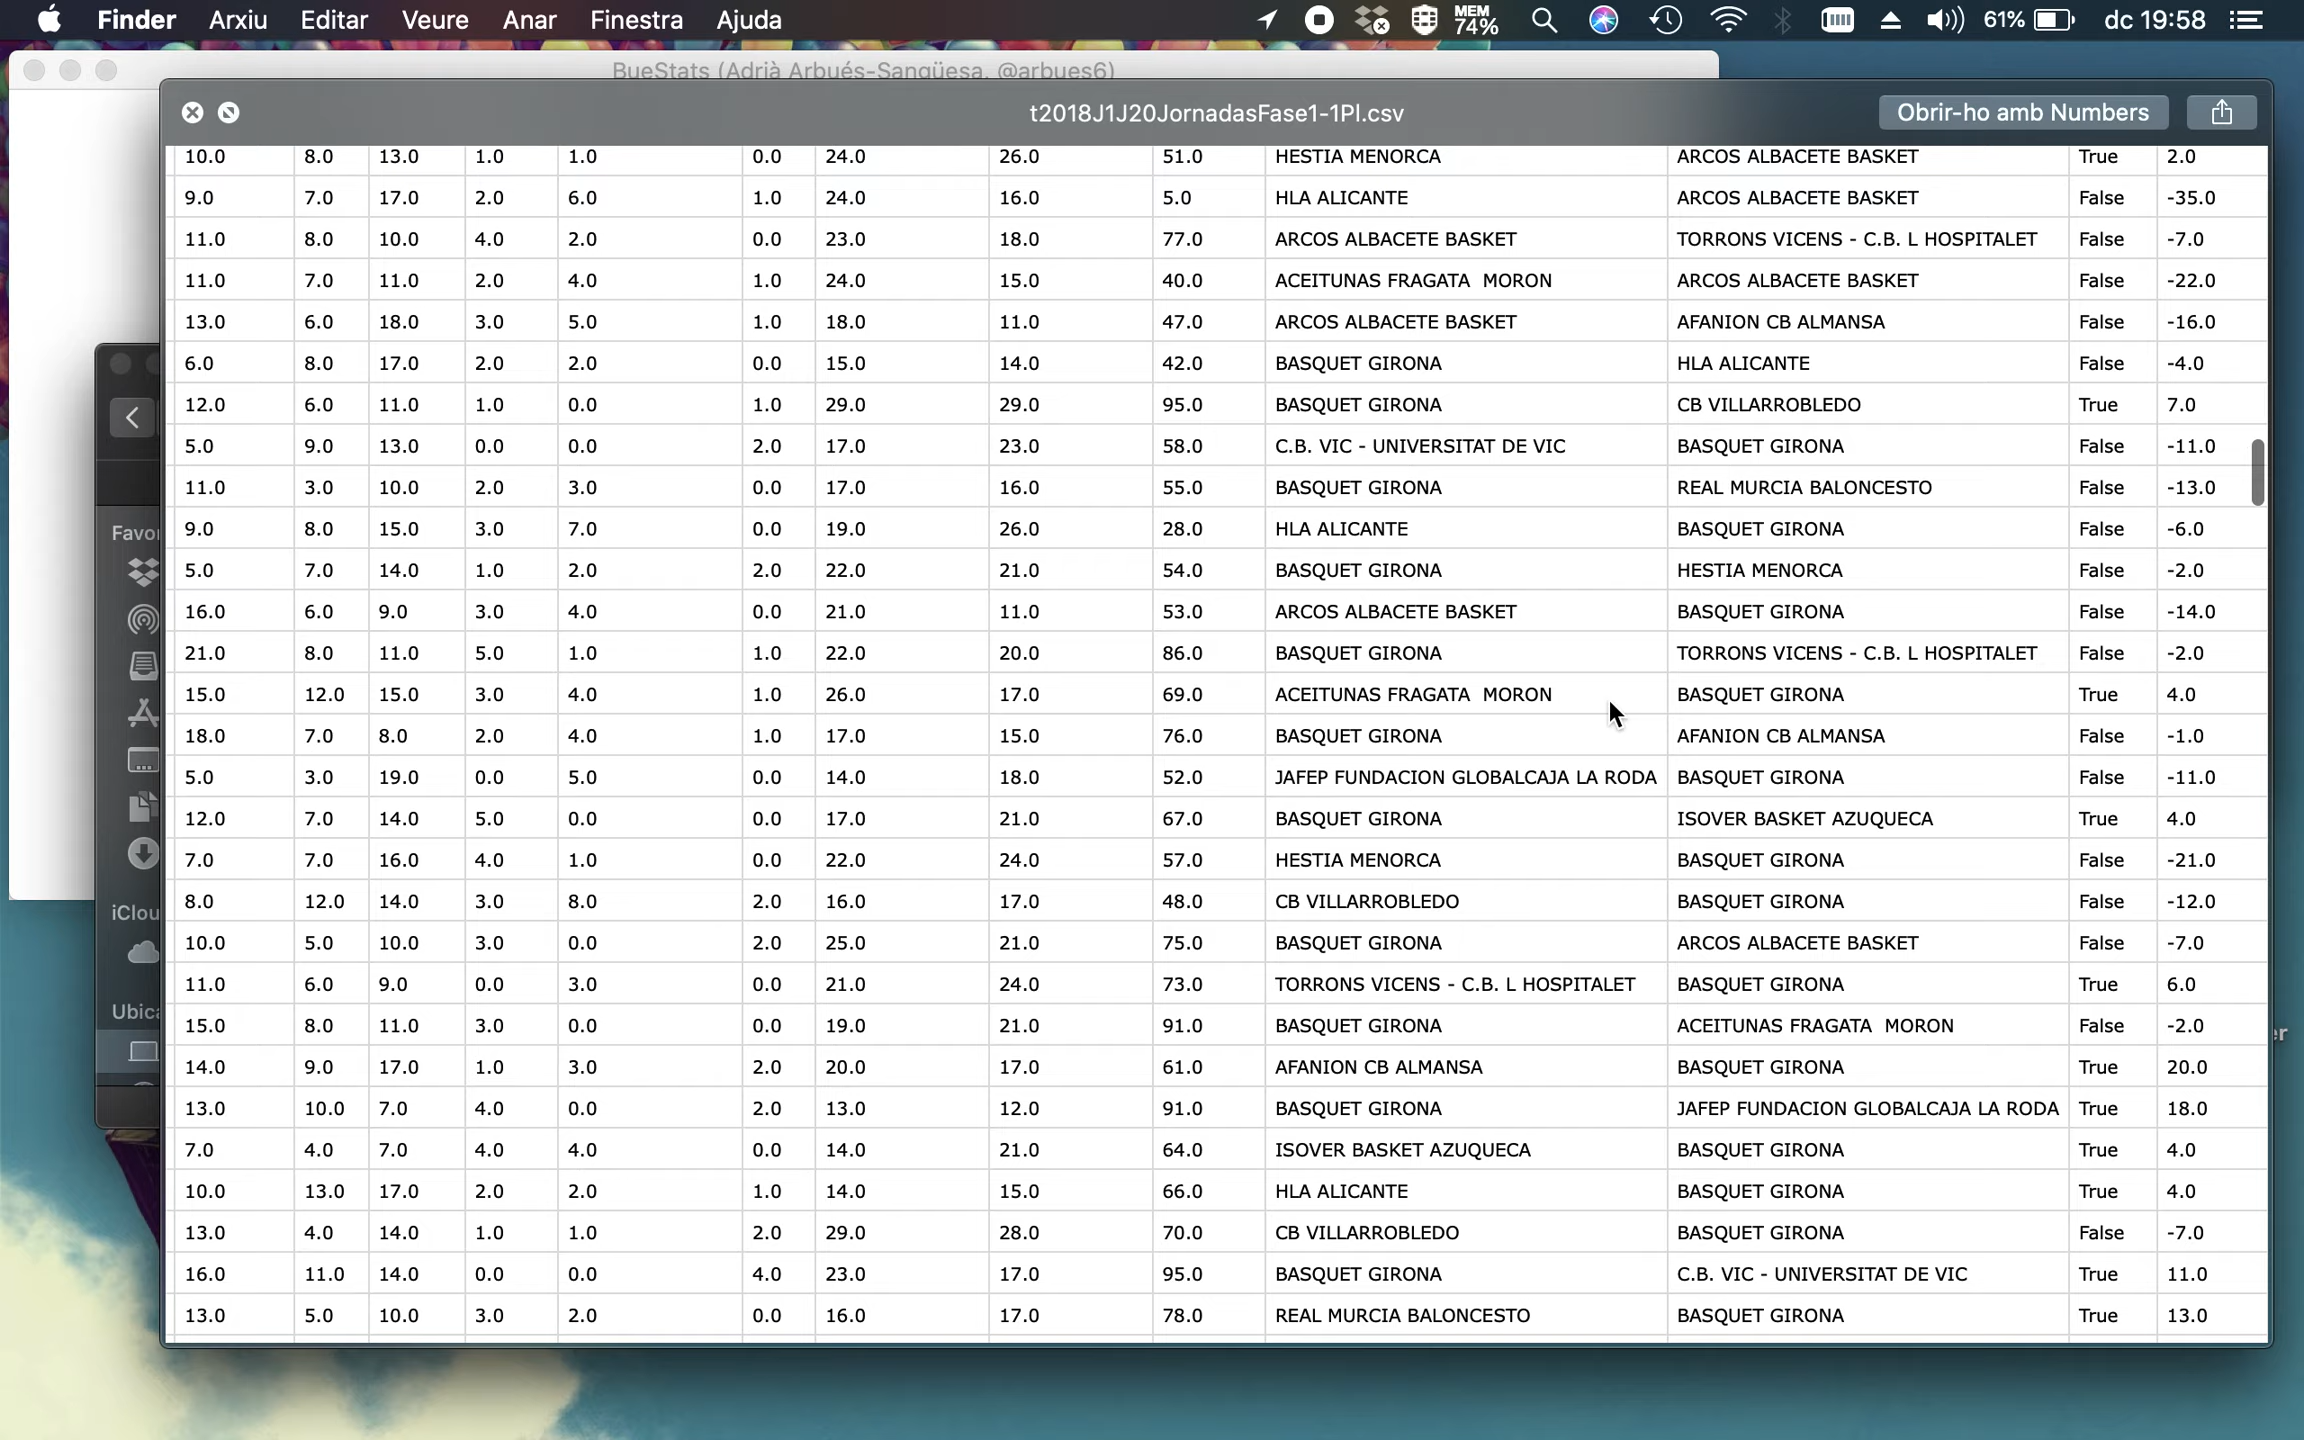 Finder Arxiu Editar Veure Anar Finestra Ajuda MEM 74% 61% dc 19:58
BueStats (Adrià Arbués-Sangüesa, @arbues6)
t2018J1J20JornadasFase1-1Pl.csv Obrir-ho amb Numbers
10.0 8.0 13.0 1.0 1.0 0.0 24.0 26.0 51.0 HESTIA MENORCA ARCOS ALBACETE BASKET True 2.0
9.0 7.0 17.0 2.0 6.0 1.0 24.0 16.0 5.0 HLA ALICANTE ARCOS ALBACETE BASKET False -35.0
11.0 8.0 10.0 4.0 2.0 0.0 23.0 18.0 77.0 ARCOS ALBACETE BASKET TORRONS VICENS - C.B. L HOSPITALET False -7.0
11.0 7.0 11.0 2.0 4.0 1.0 24.0 15.0 40.0 ACEITUNAS FRAGATA MORON ARCOS ALBACETE BASKET False -22.0
13.0 6.0 18.0 3.0 5.0 1.0 18.0 11.0 47.0 ARCOS ALBACETE BASKET AFANION CB ALMANSA False -16.0
6.0 8.0 17.0 2.0 2.0 0.0 15.0 14.0 42.0 BASQUET GIRONA HLA ALICANTE False -4.0
12.0 6.0 11.0 1.0 0.0 1.0 29.0 29.0 95.0 BASQUET GIRONA CB VILLARROBLEDO True 7.0
5.0 9.0 13.0 0.0 0.0 2.0 17.0 23.0 58.0 C.B. VIC - UNIVERSITAT DE VIC BASQUET GIRONA False -11.0
11.0 3.0 10.0 2.0 3.0 0.0 17.0 16.0 55.0 BASQUET GIRONA REAL MURCIA BALONCESTO False -13.0
9.0 8.0 15.0 3.0 7.0 0.0 19.0 26.0 28.0 HLA ALICANTE BASQUET GIRONA False -6.0
5.0 7.0 14.0 1.0 2.0 2.0 22.0 21.0 54.0 BASQUET GIRONA HESTIA MENORCA False -2.0
16.0 6.0 9.0 3.0 4.0 0.0 21.0 11.0 53.0 ARCOS ALBACETE BASKET BASQUET GIRONA False -14.0
21.0 8.0 11.0 5.0 1.0 1.0 22.0 20.0 86.0 BASQUET GIRONA TORRONS VICENS - C.B. L HOSPITALET False -2.0
15.0 12.0 15.0 3.0 4.0 1.0 26.0 17.0 69.0 ACEITUNAS FRAGATA MORON BASQUET GIRONA True 4.0
18.0 7.0 8.0 2.0 4.0 1.0 17.0 15.0 76.0 BASQUET GIRONA AFANION CB ALMANSA False -1.0
5.0 3.0 19.0 0.0 5.0 0.0 14.0 18.0 52.0 JAFEP FUNDACION GLOBALCAJA LA RODA BASQUET GIRONA False -11.0
12.0 7.0 14.0 5.0 0.0 0.0 17.0 21.0 67.0 BASQUET GIRONA ISOVER BASKET AZUQUECA True 4.0
7.0 7.0 16.0 4.0 1.0 0.0 22.0 24.0 57.0 HESTIA MENORCA BASQUET GIRONA False -21.0
8.0 12.0 14.0 3.0 8.0 2.0 16.0 17.0 48.0 CB VILLARROBLEDO BASQUET GIRONA False -12.0
10.0 5.0 10.0 3.0 0.0 2.0 25.0 21.0 75.0 BASQUET GIRONA ARCOS ALBACETE BASKET False -7.0
11.0 6.0 9.0 0.0 3.0 0.0 21.0 24.0 73.0 TORRONS VICENS - C.B. L HOSPITALET BASQUET GIRONA True 6.0
15.0 8.0 11.0 3.0 0.0 0.0 19.0 21.0 91.0 BASQUET GIRONA ACEITUNAS FRAGATA MORON False -2.0
14.0 9.0 17.0 1.0 3.0 2.0 20.0 17.0 61.0 AFANION CB ALMANSA BASQUET GIRONA True 20.0
13.0 10.0 7.0 4.0 0.0 2.0 13.0 12.0 91.0 BASQUET GIRONA JAFEP FUNDACION GLOBALCAJA LA RODA True 18.0
7.0 4.0 7.0 4.0 4.0 0.0 14.0 21.0 64.0 ISOVER BASKET AZUQUECA BASQUET GIRONA True 4.0
10.0 13.0 17.0 2.0 2.0 1.0 14.0 15.0 66.0 HLA ALICANTE BASQUET GIRONA True 4.0
13.0 4.0 14.0 1.0 1.0 2.0 29.0 28.0 70.0 CB VILLARROBLEDO BASQUET GIRONA False -7.0
16.0 11.0 14.0 0.0 0.0 4.0 23.0 17.0 95.0 BASQUET GIRONA C.B. VIC - UNIVERSITAT DE VIC True 11.0
13.0 5.0 10.0 3.0 2.0 0.0 16.0 17.0 78.0 REAL MURCIA BALONCESTO BASQUET GIRONA True 13.0
Favor
iClou
Ubica
er